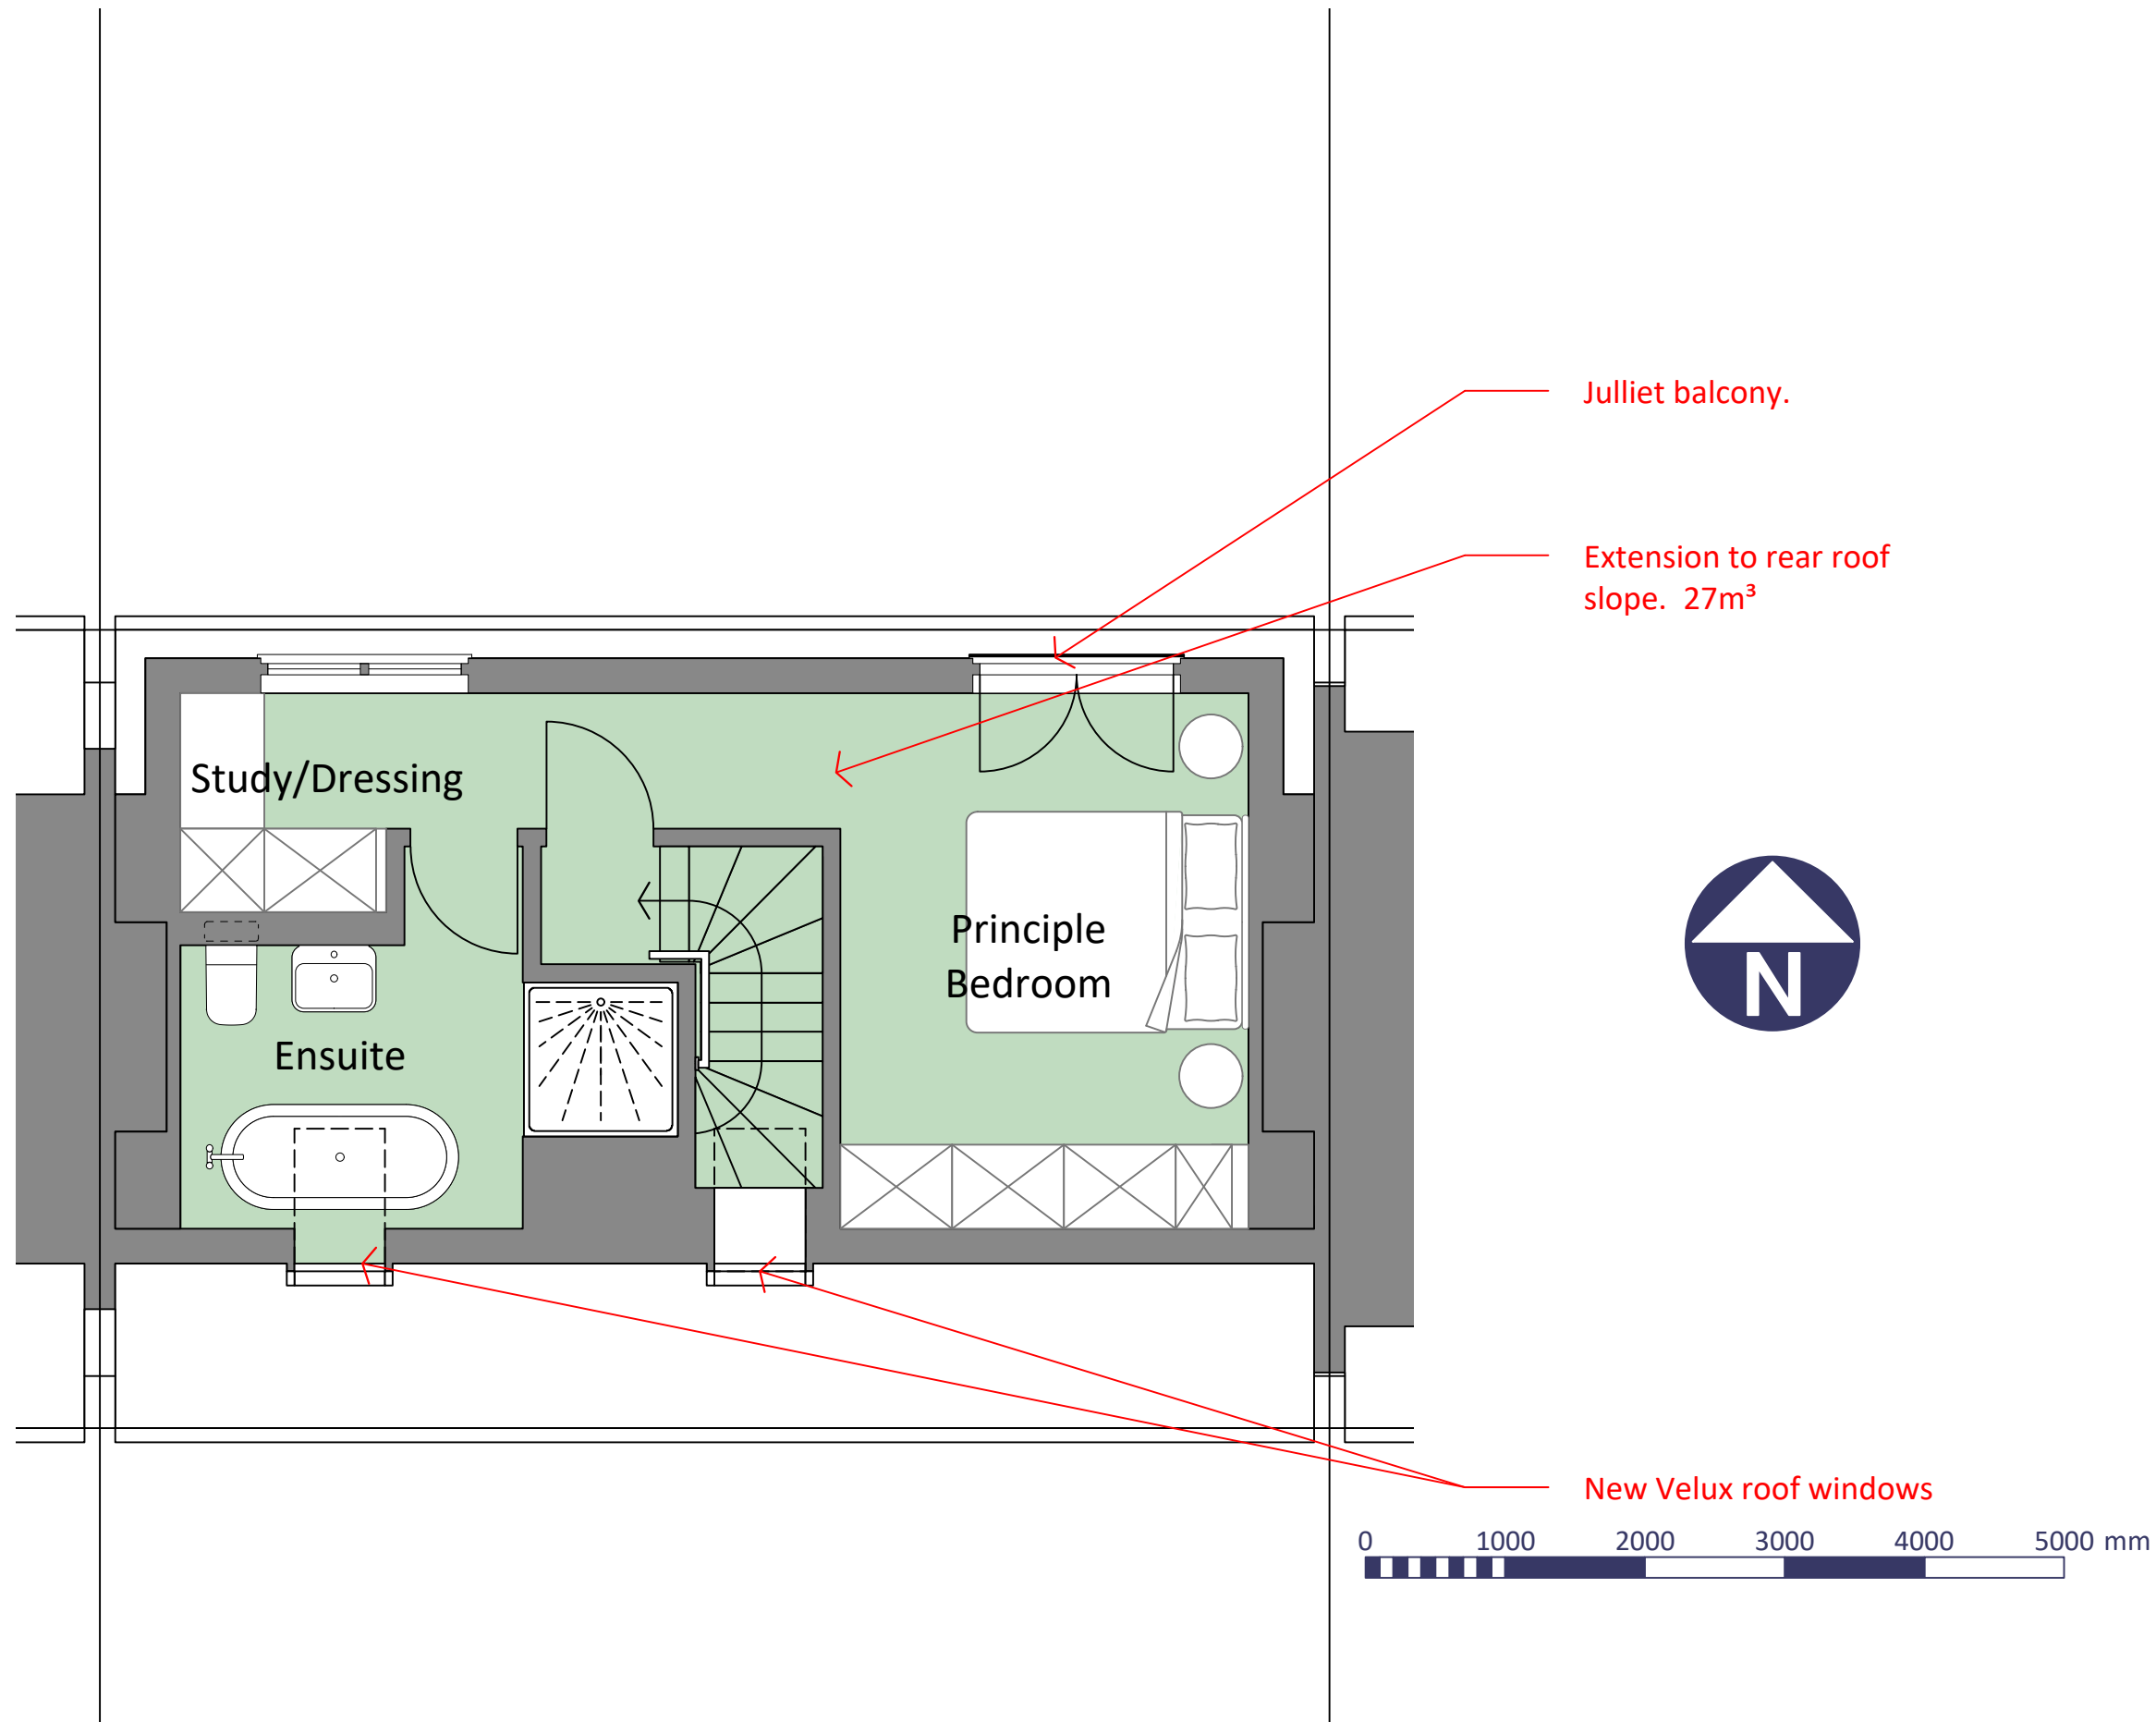 Julliet balcony.
Extension to rear roof
slope. 27m³
Study/Dressing
Principle
Bedroom
N
Ensuite
New Velux roof windows
0 1000 2000 3000 4000 5000 mm